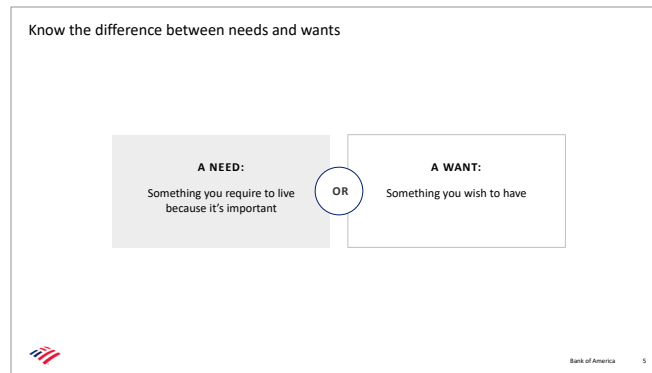 Know the difference between needs and wants
A NEED:
Something you require to live
because it's important
OR
A WANT:
Something you wish to have
Bank of America 5